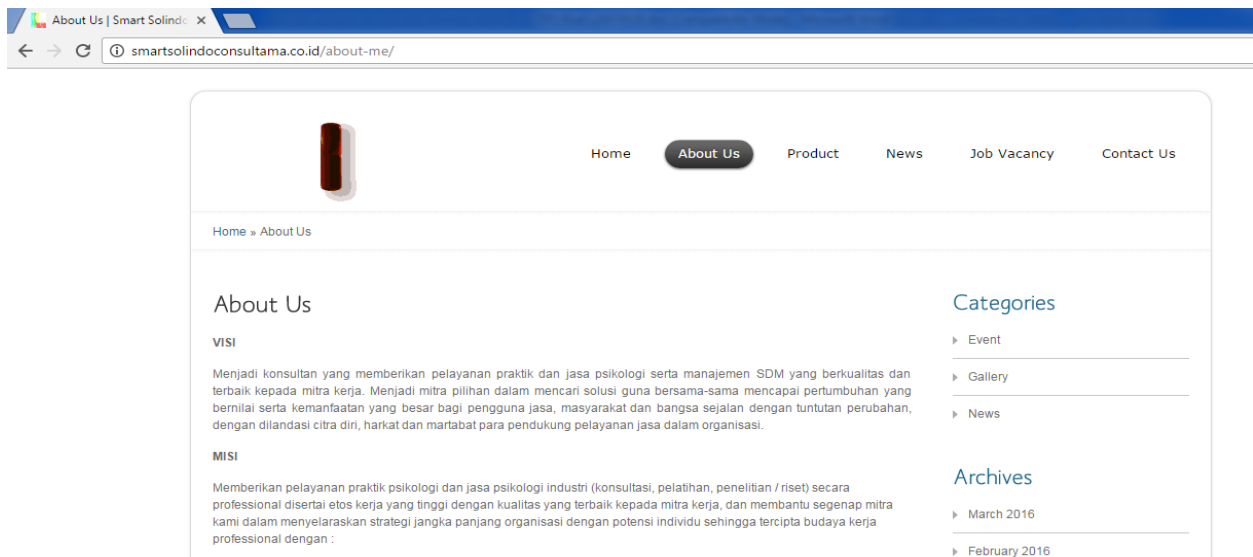 About Us | Smart Solindo
smartsolindoconsultama.co.id/about-me/
Home About Us Product News Job Vacancy Contact Us
Home » About Us
About Us
VISI
Menjadi konsultan yang memberikan pelayanan praktik dan jasa psikologi serta manajemen SDM yang berkualitas dan
terbaik kepada mitra kerja. Menjadi mitra pilihan dalam mencari solusi guna bersama-sama mencapai pertumbuhan yang
bernilai serta kemanfaatan yang besar bagi pengguna jasa, masyarakat dan bangsa sejalan dengan tuntutan perubahan,
dengan dilandasi citra diri, harkat dan martabat para pendukung pelayanan jasa dalam organisasi.
MISI
Memberikan pelayanan praktik psikologi dan jasa psikologi industri (konsultasi, pelatihan, penelitian / riset) secara
professional disertai etos kerja yang tinggi dengan kualitas yang terbaik kepada mitra kerja, dan membantu segenap mitra
kami dalam menyelaraskan strategi jangka panjang organisasi dengan potensi individu sehingga tercipta budaya kerja
professional dengan :
Categories
Event
Gallery
News
Archives
March 2016
February 2016